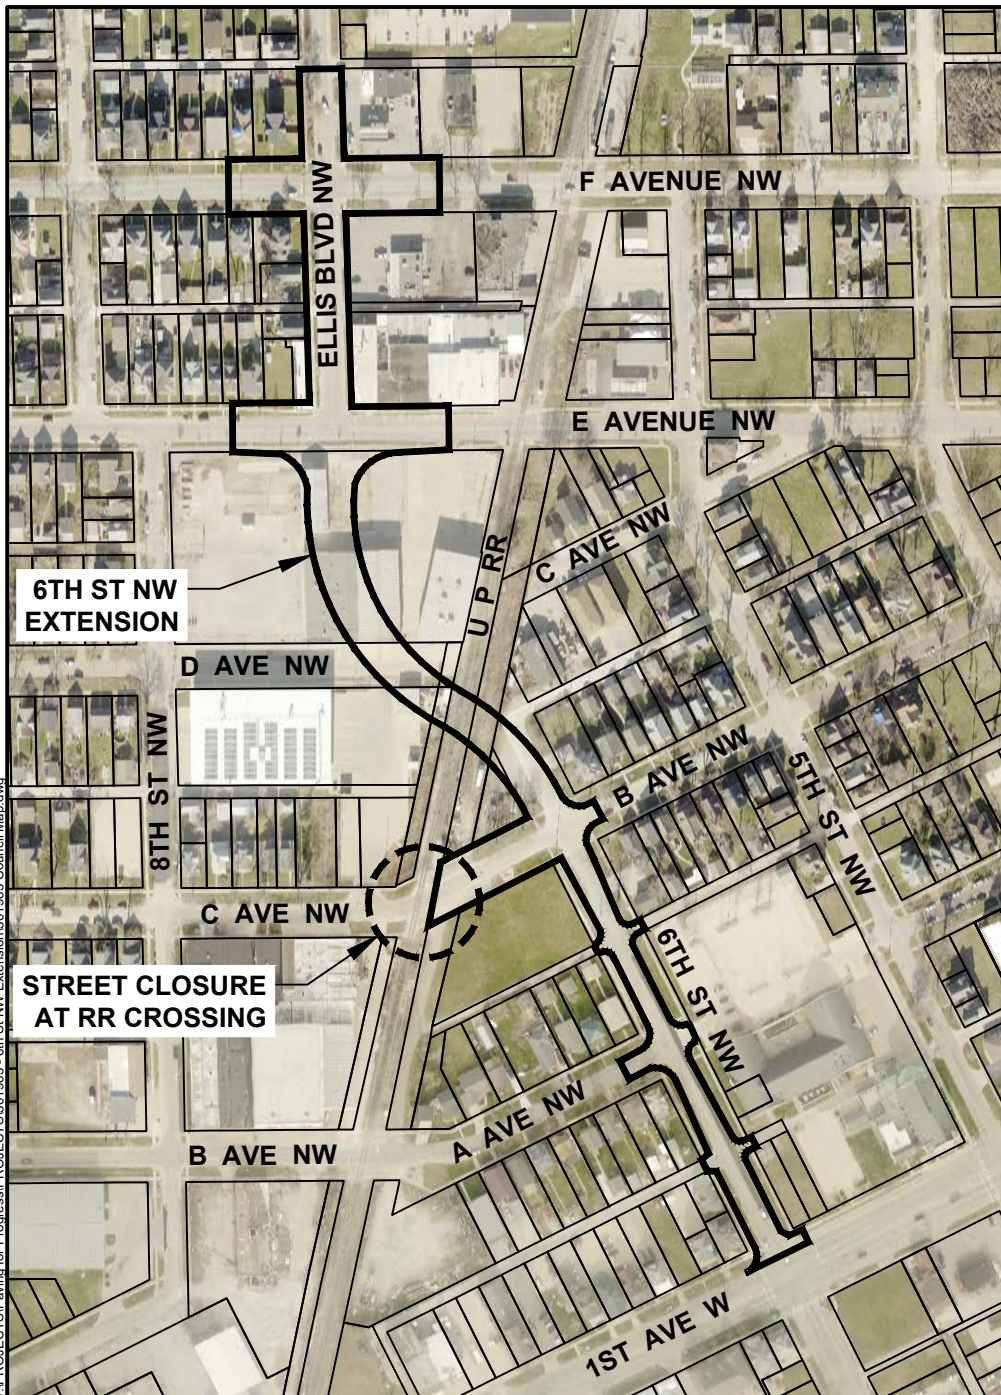 F AVENUE NW
ELLIS BLVD NW
E AVENUE NW
C AVE NW
U P RR
6TH ST NW
EXTENSION
D AVE NW
8TH ST NW
B AVE NW
5TH ST NW
C AVE NW
6TH ST NW
STREET CLOSURE
AT RR CROSSING
A AVE NW
B AVE NW
1ST AVE W